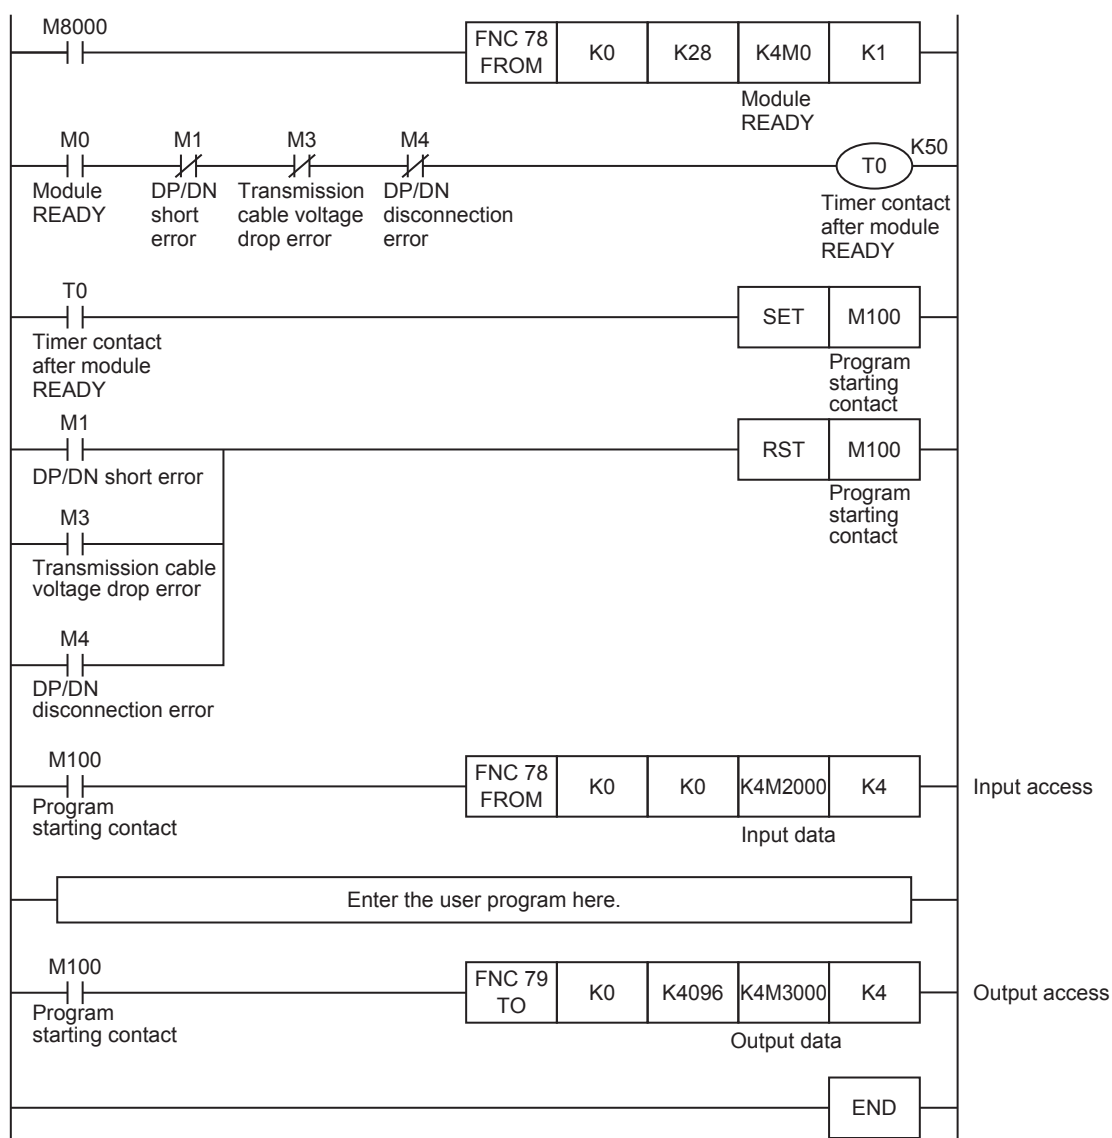 M8000
FNC 78 FROM K0 K28 K4M0 K1
Module READY
M0 M1 M3 M4 K50
T0
Module READY
DP/DN short error
Transmission cable voltage drop error
DP/DN disconnection error
Timer contact after module READY
T0
SET M100
Timer contact after module READY
Program starting contact
M1
RST M100
DP/DN short error
Program starting contact
M3
Transmission cable voltage drop error
M4
DP/DN disconnection error
M100
FNC 78 FROM K0 K0 K4M2000 K4 Input access
Program starting contact
Input data
Enter the user program here.
M100
FNC 79 TO K0 K4096 K4M3000 K4 Output access
Program starting contact
Output data
END